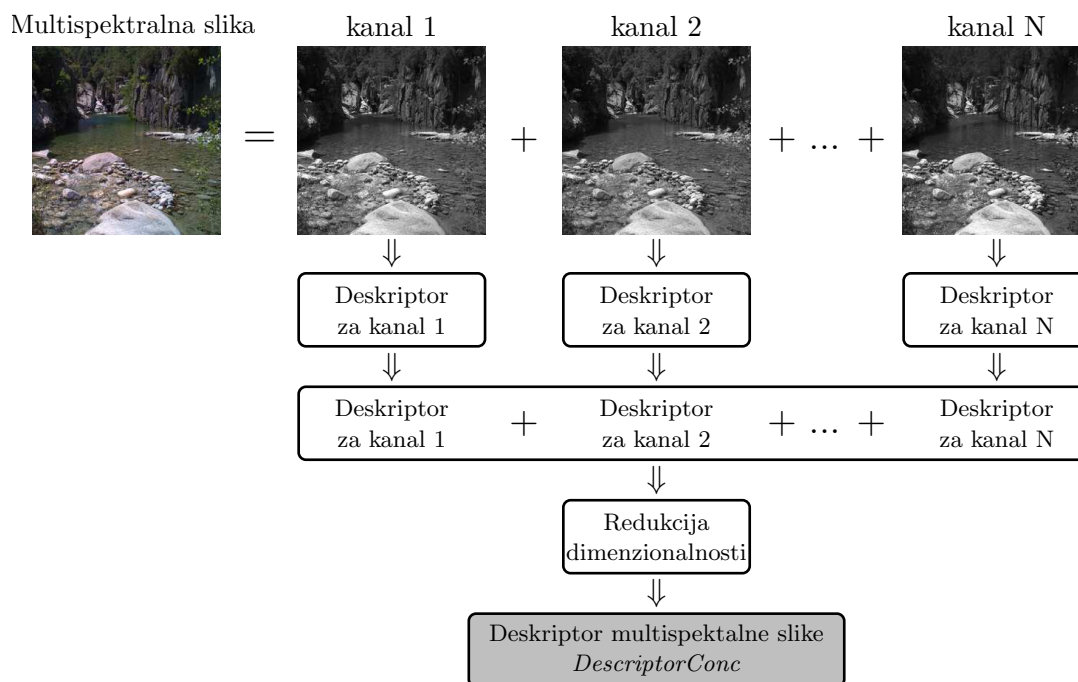 Multispektralna slika
kanal 1
kanal 2
kanal N
=
+
+ ... +
Deskriptor
za kanal 1
Deskriptor
za kanal 2
Deskriptor
za kanal N
Deskriptor
za kanal 1
+
Deskriptor
za kanal 2
+ ... +
Deskriptor
za kanal N
Redukcija
dimenzionalnosti
Deskriptor multispektalne slike
DescriptorConc